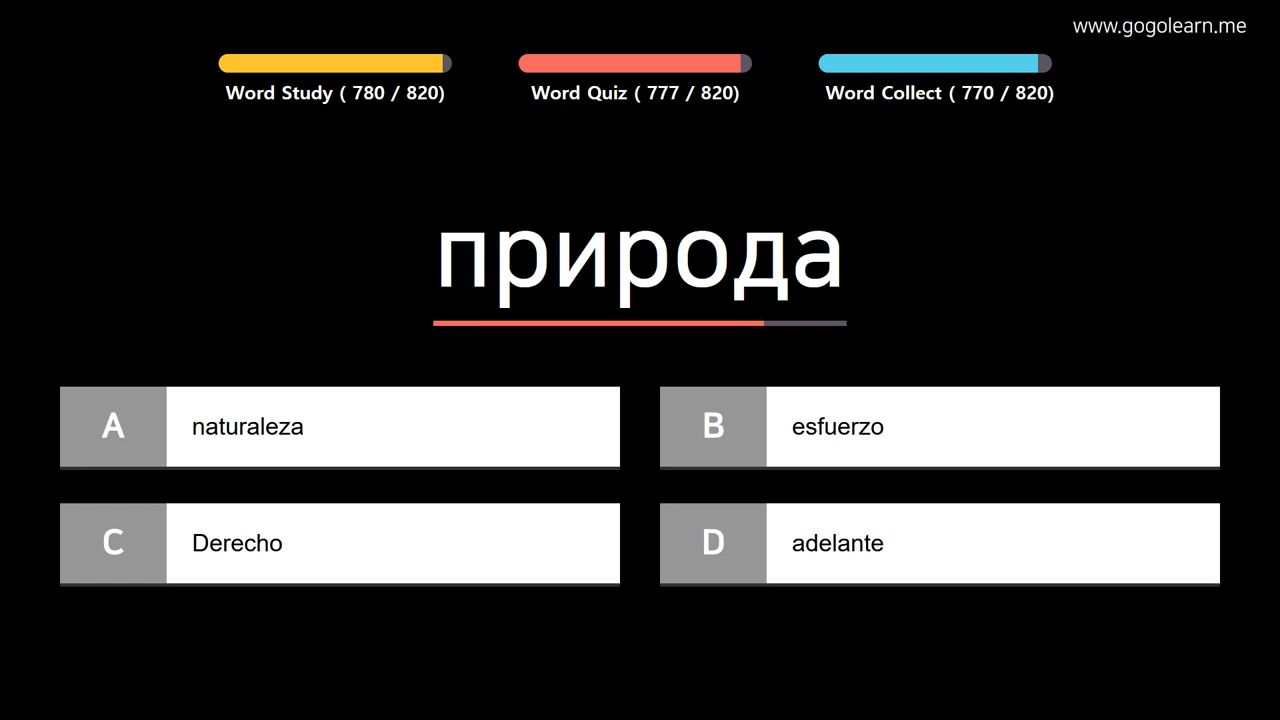 www.gogolearn.me
Word Study ( 780 / 820)
Word Quiz ( 777 / 820)
Word Collect ( 770 / 820)
природа
A naturaleza
B esfuerzo
C Derecho
D adelante